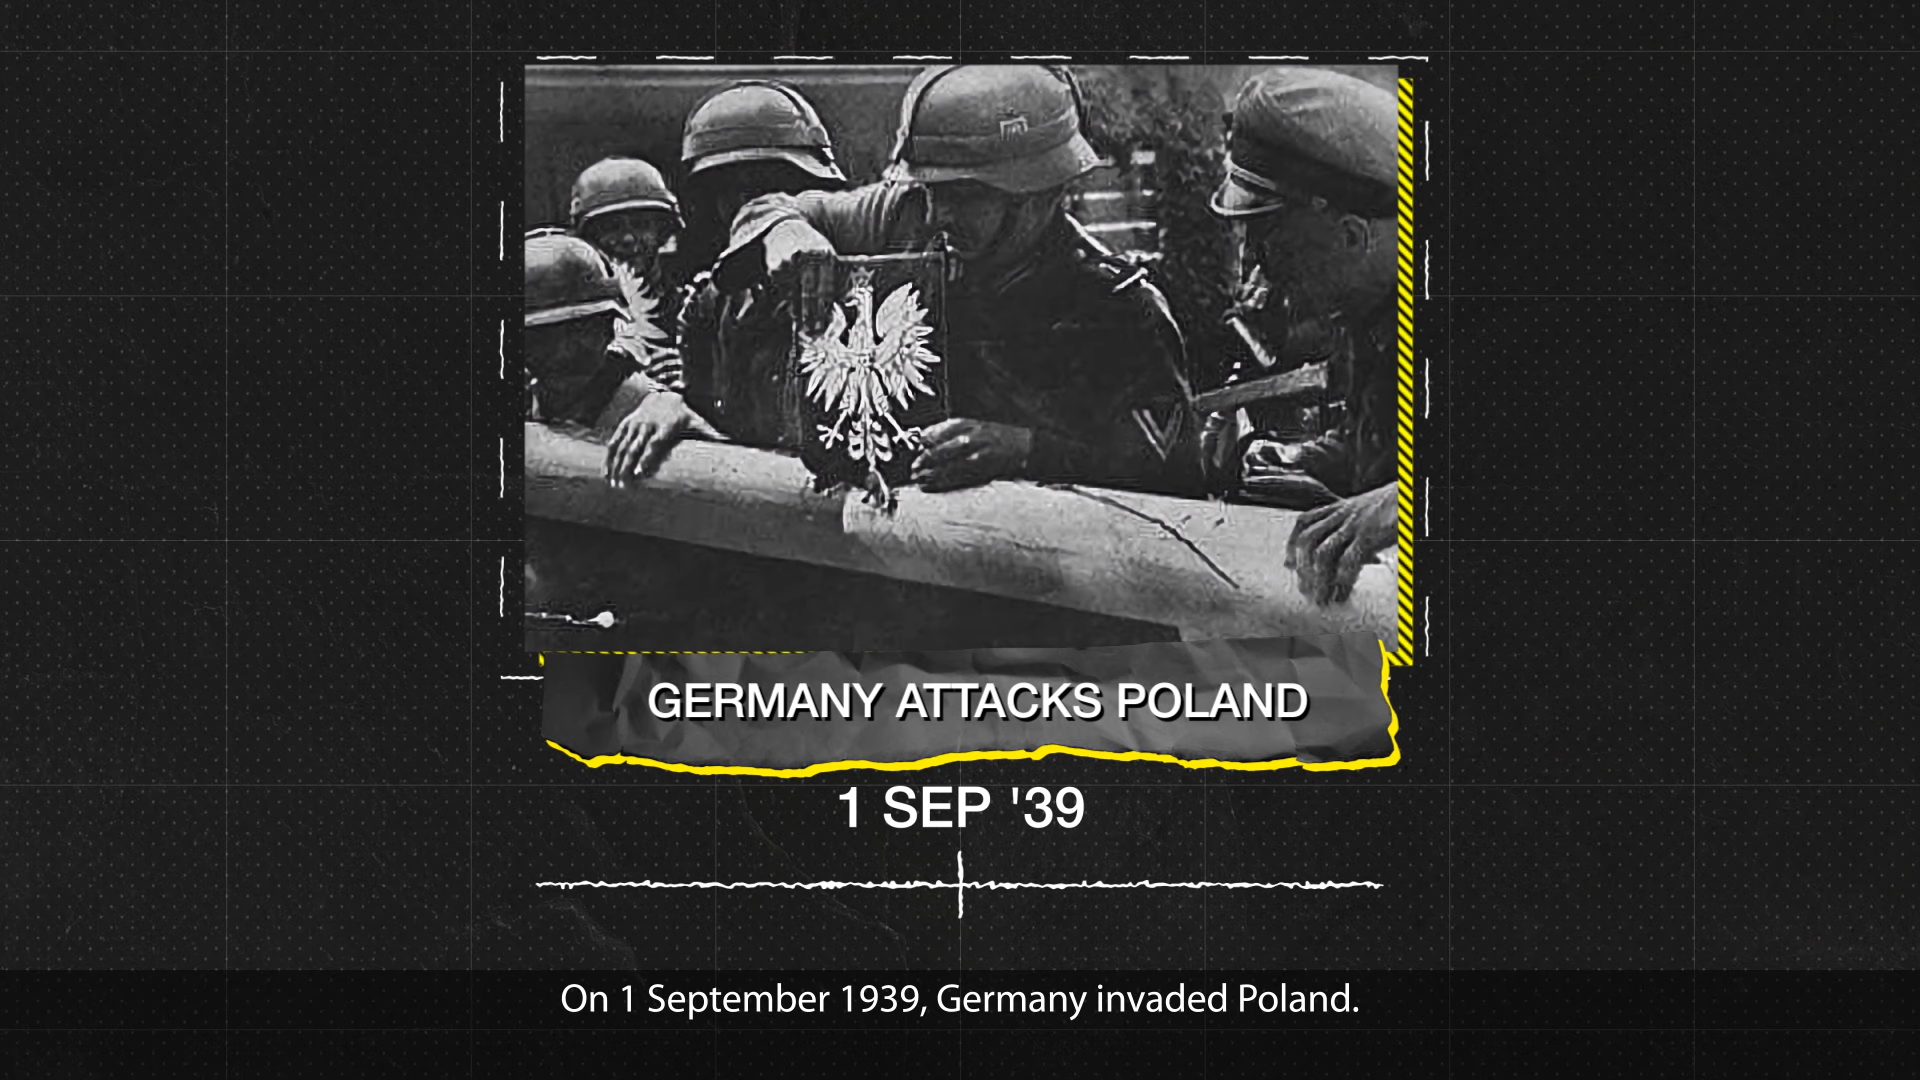 GERMANY ATTACKS POLAND
1 SEP '39
On 1 September 1939, Germany invaded Poland.